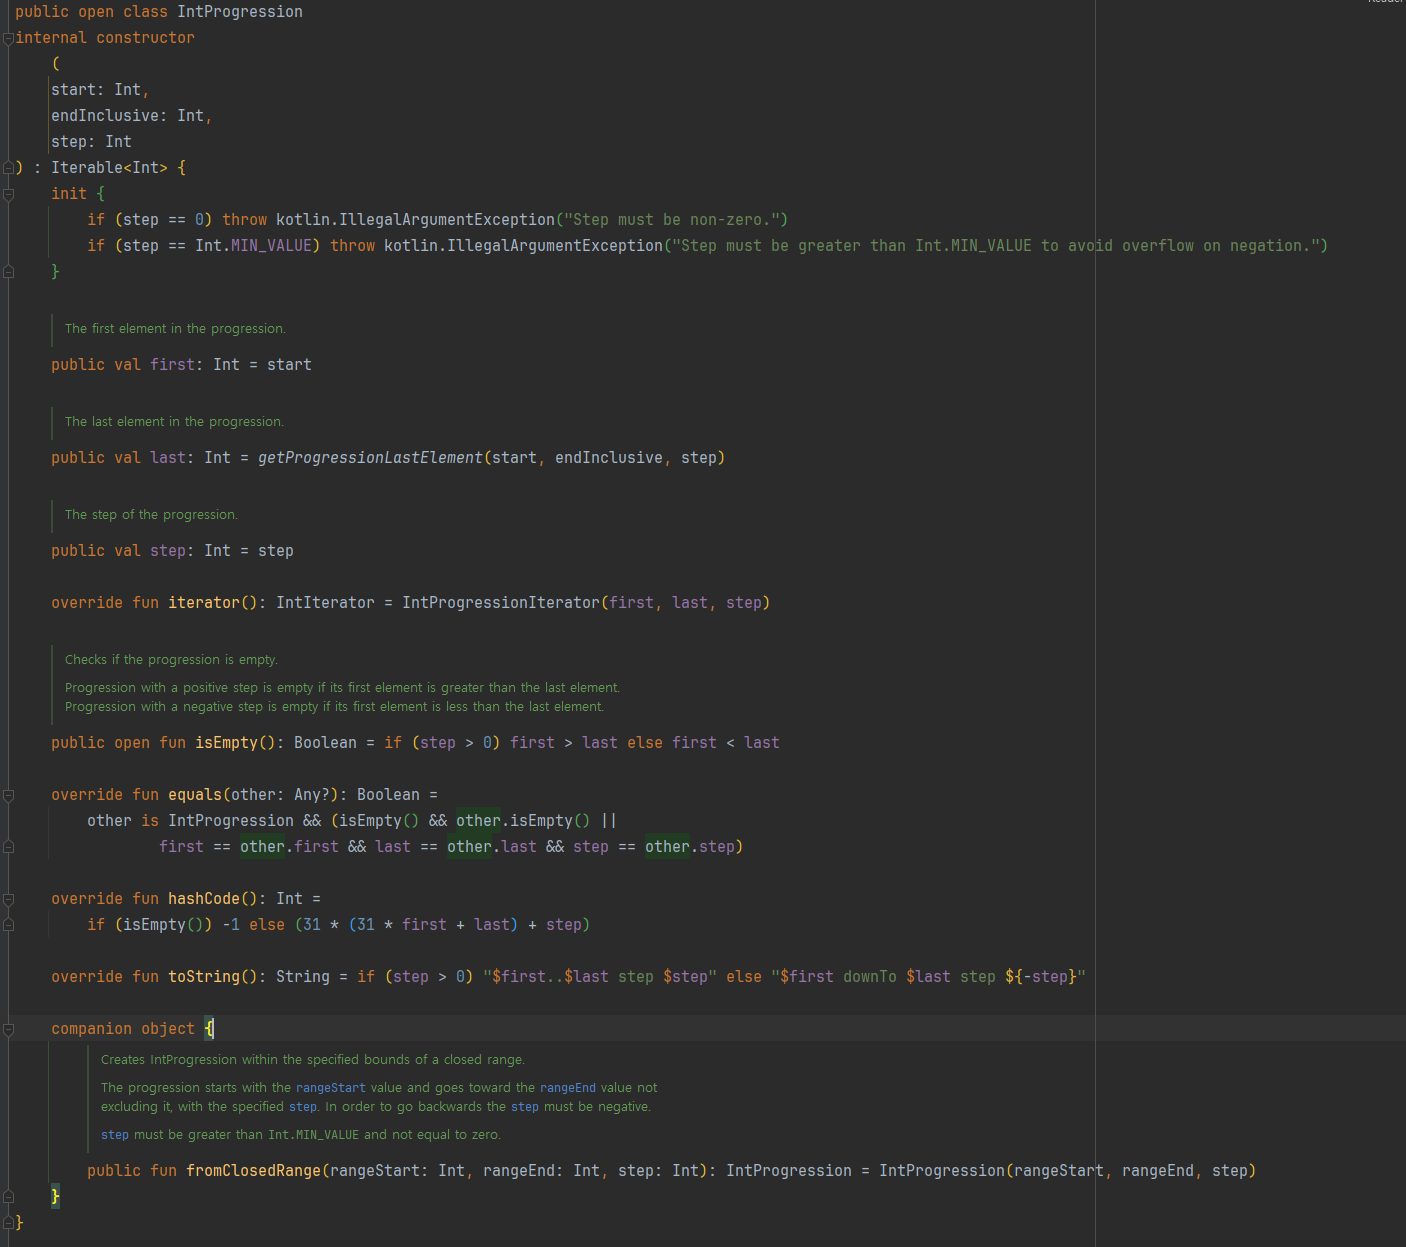 public open class IntProgression
internal constructor
(
start: Int,
endInclusive: Int,
step: Int
) : Iterable<Int> {
init {
if (step == 0) throw kotlin.IllegalArgumentException("Step must be non-zero.")
if (step == Int.MIN_VALUE) throw kotlin.IllegalArgumentException("Step must be greater than Int.MIN_VALUE to avoid overflow on negation.")
}
The first element in the progression.
public val first: Int = start
The last element in the progression.
public val last: Int = getProgressionLastElement(start, endInclusive, step)
The step of the progression.
public val step: Int = step
override fun iterator(): IntIterator = IntProgressionIterator(first, last, step)
Checks if the progression is empty.
Progression with a positive step is empty if its first element is greater than the last element.
Progression with a negative step is empty if its first element is less than the last element.
public open fun isEmpty(): Boolean = if (step > 0) first > last else first < last
override fun equals(other: Any?): Boolean =
other is IntProgression && (isEmpty() && other.isEmpty() ||
first == other.first && last == other.last && step == other.step)
override fun hashCode(): Int =
if (isEmpty()) -1 else (31 * (31 * first + last) + step)
override fun toString(): String = if (step > 0) "$first..$last step $step" else "$first downTo $last step ${-step}"
companion object {
Creates IntProgression within the specified bounds of a closed range.
The progression starts with the rangeStart value and goes toward the rangeEnd value not
excluding it, with the specified step. In order to go backwards the step must be negative.
step must be greater than Int.MIN_VALUE and not equal to zero.
public fun fromClosedRange(rangeStart: Int, rangeEnd: Int, step: Int): IntProgression = IntProgression(rangeStart, rangeEnd, step)
}
}